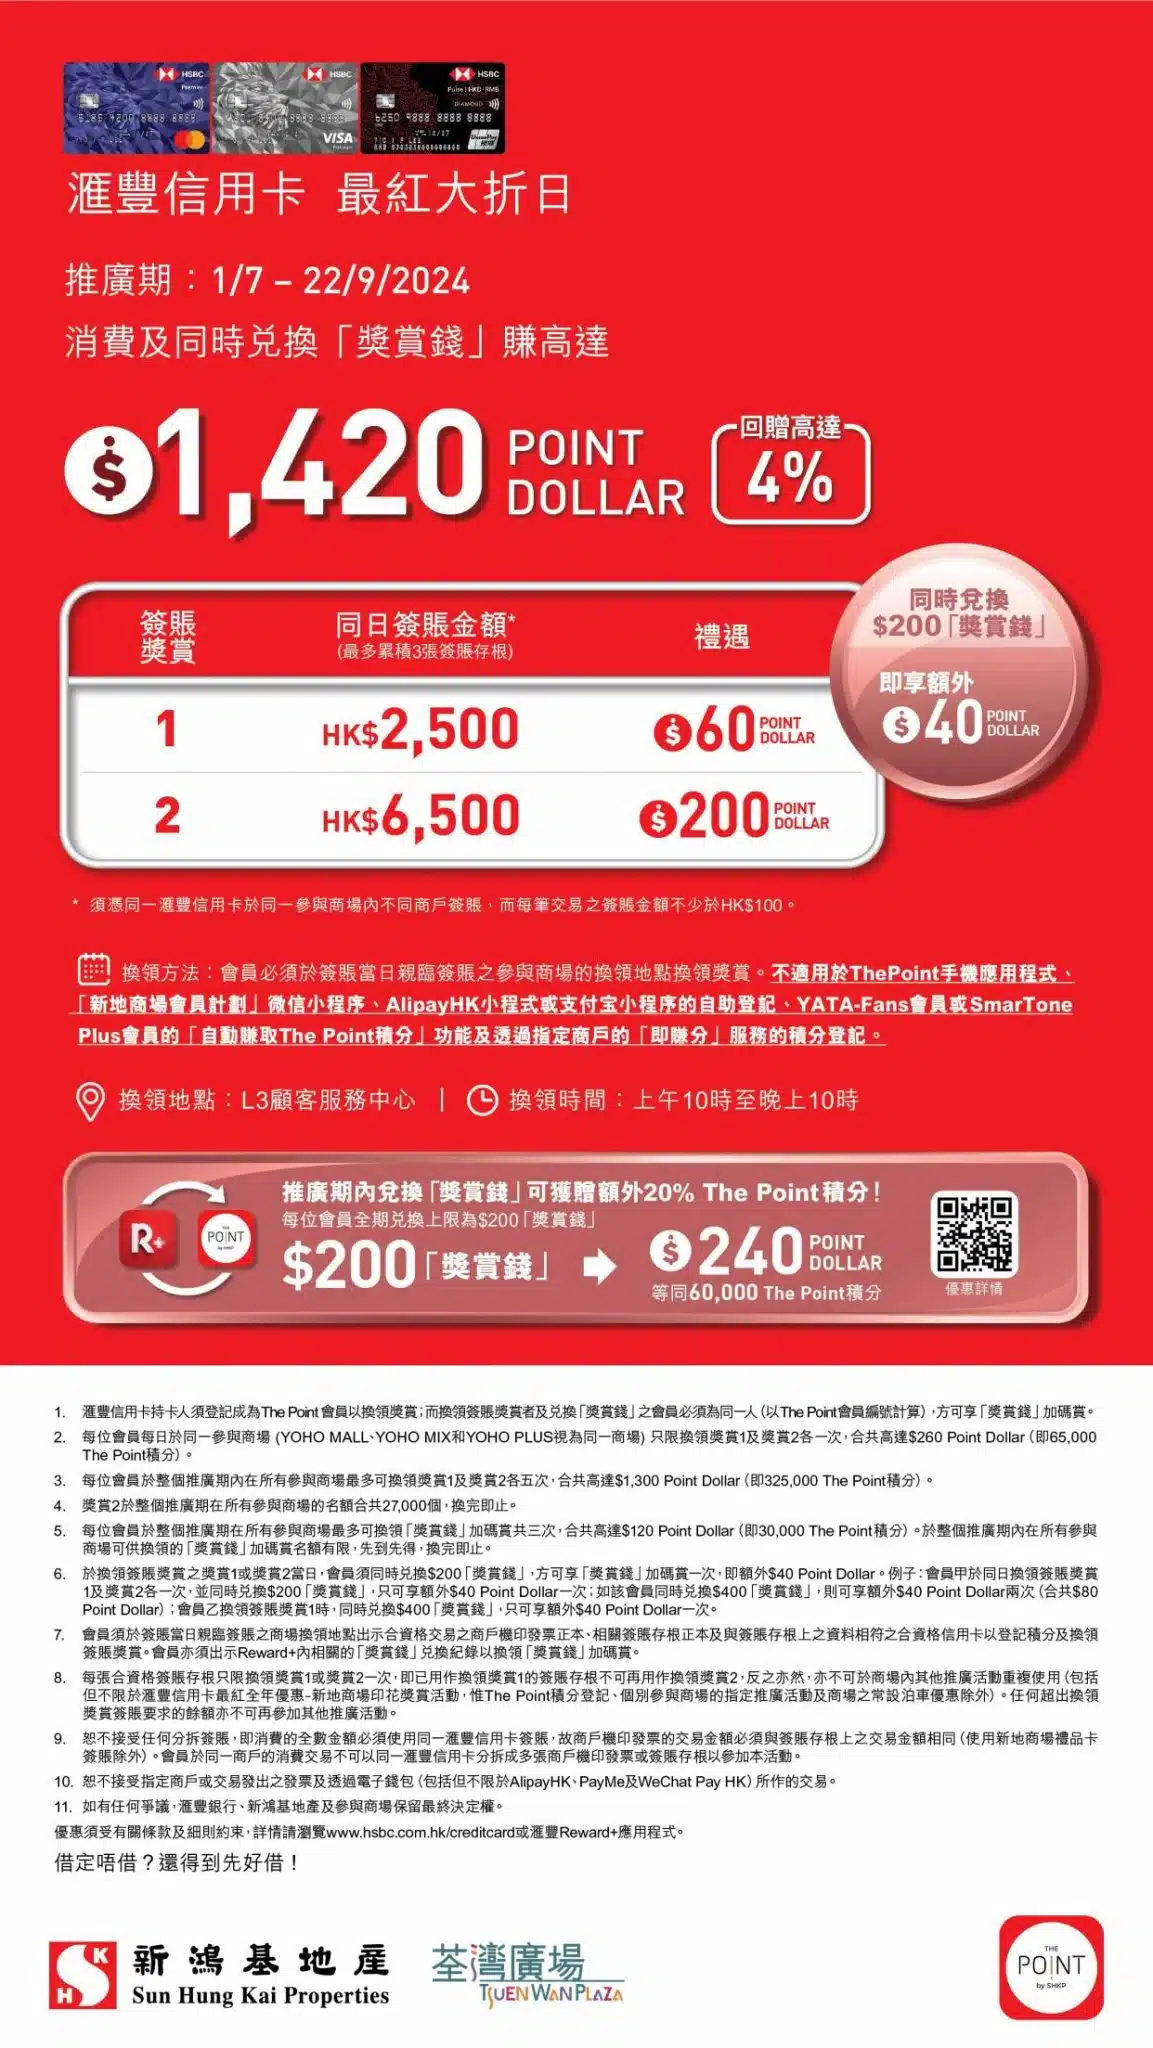 HSBC HSBC HSBC
Premier
Pulse | HKD · RMB
DIAMOND
VISA
滙豐信用卡 最紅大折日
推廣期：1/7 – 22/9/2024
消費及同時兌換「獎賞錢」賺高達
$1,420 POINT DOLLAR
回贈高達
4%
同時兌換
$200「獎賞錢」
即享額外
$40 POINT DOLLAR
簽賬獎賞 同日簽賬金額* 禮遇
(最多累積3張簽賬存根)
1 HK$2,500 $60 POINT DOLLAR
2 HK$6,500 $200 POINT DOLLAR
* 須憑同一滙豐信用卡於同一參與商場內不同商戶簽賬，而每筆交易之簽賬金額不少於HK$100。
換領方法：會員必須於簽賬當日親臨簽賬之參與商場的換領地點換領獎賞。不適用於ThePoint手機應用程式、
「新地商場會員計劃」微信小程序、AlipayHK小程式或支付宝小程序的自助登記、YATA-Fans會員或SmarTone
Plus會員的「自動賺取The Point積分」功能及透過指定商戶的「即賺分」服務的積分登記。
換領地點：L3顧客服務中心 | 換領時間：上午10時至晚上10時
推廣期內兌換「獎賞錢」可獲贈額外20% The Point積分！
每位會員全期兌換上限為$200「獎賞錢」
R+ THE POINT by SHKP
$200「獎賞錢」 $240 POINT DOLLAR
等同60,000 The Point積分
優惠詳情
1. 滙豐信用卡持卡人須登記成為The Point會員以換領獎賞；而換領簽賬獎賞者及兌換「獎賞錢」之會員必須為同一人（以The Point會員編號計算），方可享「獎賞錢」加碼賞。
2. 每位會員每日於同一參與商場 (YOHO MALL、YOHO MIX和YOHO PLUS視為同一商場) 只限換領獎賞1及獎賞2各一次，合共高達$260 Point Dollar（即65,000
The Point積分）。
3. 每位會員於整個推廣期內在所有參與商場最多可換領獎賞1及獎賞2各五次，合共高達$1,300 Point Dollar（即325,000 The Point積分）。
4. 獎賞2於整個推廣期在所有參與商場的名額合共27,000個，換完即止。
5. 每位會員於整個推廣期在所有參與商場最多可換領「獎賞錢」加碼賞共三次，合共高達$120 Point Dollar（即30,000 The Point積分）。於整個推廣期內在所有參與
商場可供換領的「獎賞錢」加碼賞名額有限，先到先得，換完即止。
6. 於換領簽賬獎賞之獎賞1或獎賞2當日，會員須同時兌換$200「獎賞錢」，方可享「獎賞錢」加碼賞一次，即額外$40 Point Dollar。例子：會員甲於同日換領簽賬獎賞
1及獎賞2各一次，並同時兌換$200「獎賞錢」，只可享額外$40 Point Dollar一次；如該會員同時兌換$400「獎賞錢」，則可享額外$40 Point Dollar兩次（合共$80
Point Dollar）；會員乙換領簽賬獎賞1時，同時兌換$400「獎賞錢」，只可享額外$40 Point Dollar一次。
7. 會員須於簽賬當日親臨簽賬之商場換領地點出示合資格交易之商戶機印發票正本、相關簽賬存根正本及與簽賬存根上之資料相符之合資格信用卡以登記積分及換領
簽賬獎賞。會員亦須出示Reward+內相關的「獎賞錢」兌換紀錄以換領「獎賞錢」加碼賞。
8. 每張合資格簽賬存根只限換領獎賞1或獎賞2一次，即已用作換領獎賞1的簽賬存根不可再用作換領獎賞2，反之亦然，亦不可於商場內其他推廣活動重複使用（包括
但不限於滙豐信用卡最紅全年優惠-新地商場印花獎賞活動，惟The Point積分登記、個別參與商場的指定推廣活動及商場之常設泊車優惠除外）。任何超出換領
獎賞簽賬要求的餘額亦不可再參加其他推廣活動。
9. 恕不接受任何分拆簽賬，即消費的全數金額必須使用同一滙豐信用卡簽賬，故商戶機印發票的交易金額必須與簽賬存根上之交易金額相同（使用新地商場禮品卡
簽賬除外）。會員於同一商戶的消費交易不可以同一滙豐信用卡分拆成多張商戶機印發票或簽賬存根以參加本活動。
10. 恕不接受指定商戶或交易發出之發票及透過電子錢包（包括但不限於AlipayHK、PayMe及WeChat Pay HK）所作的交易。
11. 如有任何爭議，滙豐銀行、新鴻基地產及參與商場保留最終決定權。
優惠須受有關條款及細則約束，詳情請瀏覽www.hsbc.com.hk/creditcard或滙豐Reward+應用程式。
借定唔借？還得到先好借！
SHK 新鴻基地產
Sun Hung Kai Properties
荃灣廣場
TSUEN WAN PLAZA
THE POINT by SHKP